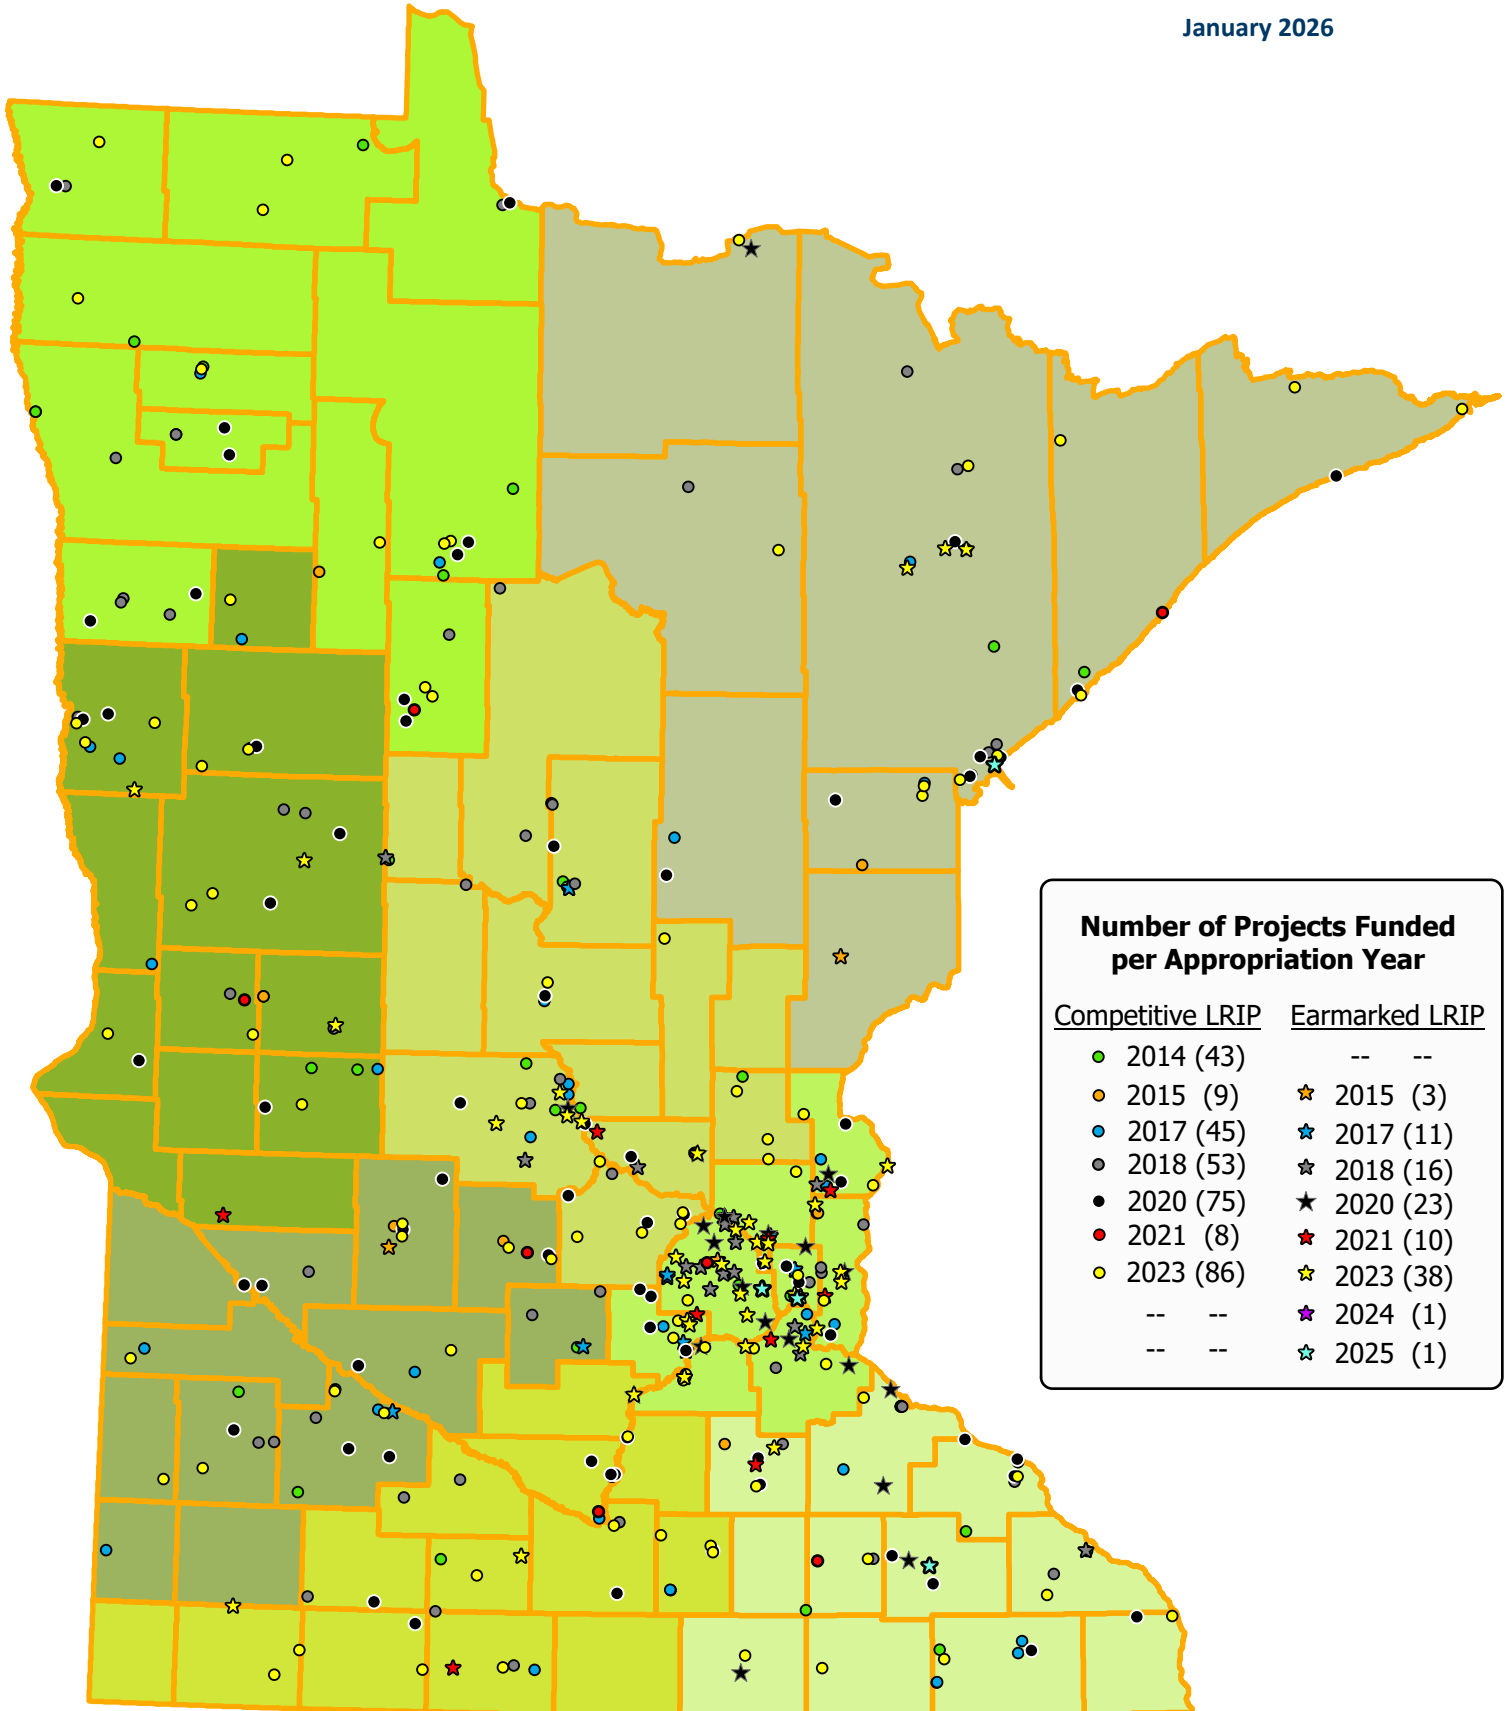 January 2026
Number of Projects Funded
per Appropriation Year
Competitive LRIP Earmarked LRIP
2014 (43) -- --
2015 (9) 2015 (3)
2017 (45) 2017 (11)
2018 (53) 2018 (16)
2020 (75) 2020 (23)
2021 (8) 2021 (10)
2023 (86) 2023 (38)
-- -- 2024 (1)
-- -- 2025 (1)